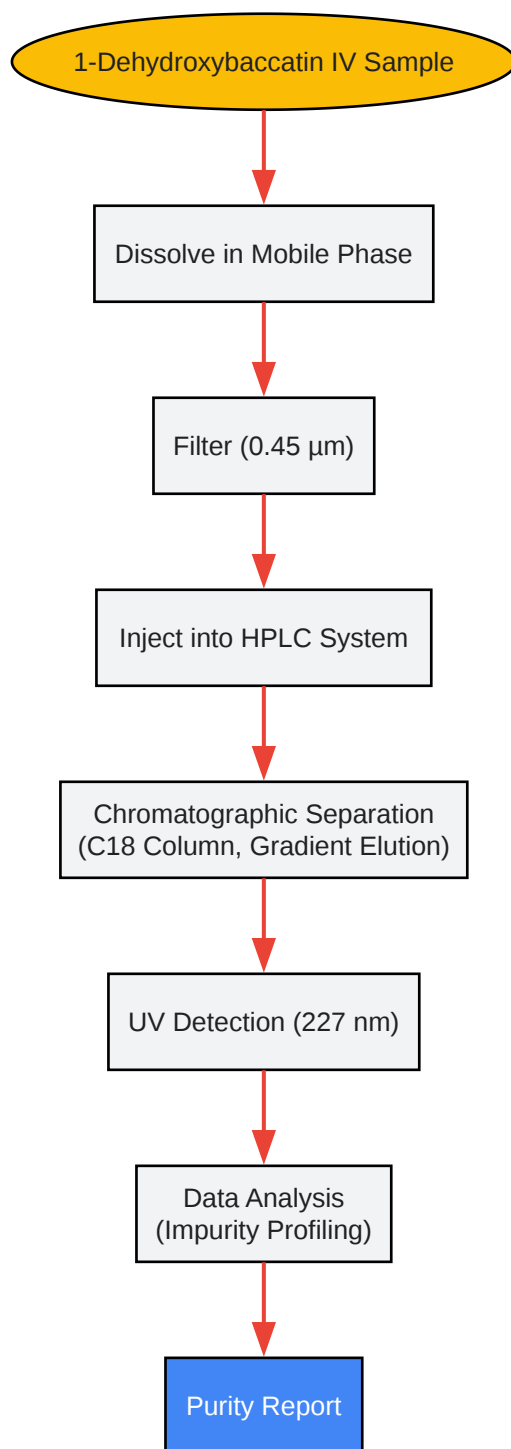 1-Dehydroxybaccatin IV Sample
Dissolve in Mobile Phase
Filter (0.45 µm)
Inject into HPLC System
Chromatographic Separation
(C18 Column, Gradient Elution)
UV Detection (227 nm)
Data Analysis
(Impurity Profiling)
Purity Report